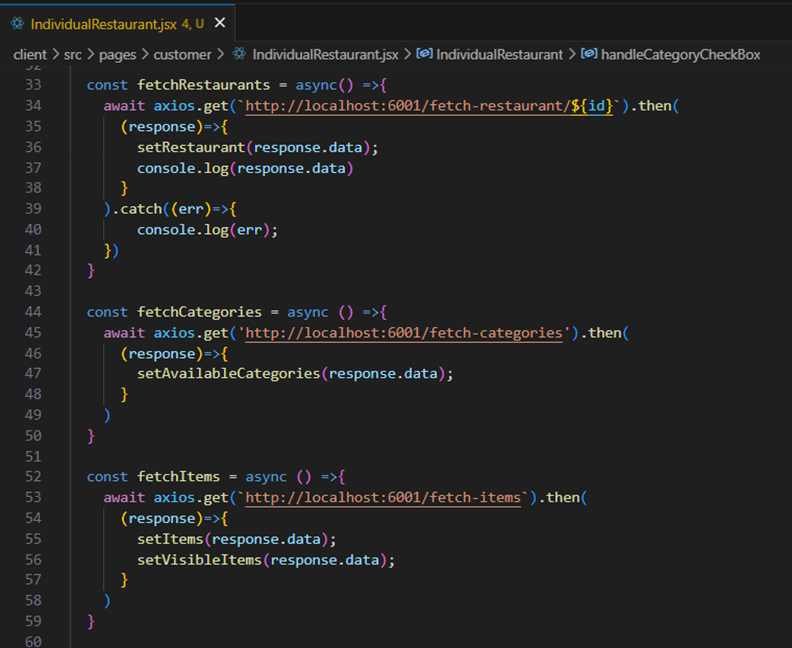 IndividualRestaurant.jsx 4, U
client > src > pages > customer > IndividualRestaurant.jsx > IndividualRestaurant > handleCategoryCheckBox
32
33 const fetchRestaurants = async() =>{
34 await axios.get(`http://localhost:6001/fetch-restaurant/${id}`).then(
35 (response)=>{
36 setRestaurant(response.data);
37 console.log(response.data)
38 }
39 ).catch((err)=>{
40 console.log(err);
41 })
42 }
43
44 const fetchCategories = async () =>{
45 await axios.get('http://localhost:6001/fetch-categories').then(
46 (response)=>{
47 setAvailableCategories(response.data);
48 }
49 )
50 }
51
52 const fetchItems = async () =>{
53 await axios.get(`http://localhost:6001/fetch-items`).then(
54 (response)=>{
55 setItems(response.data);
56 setVisibleItems(response.data);
57 }
58 )
59 }
60